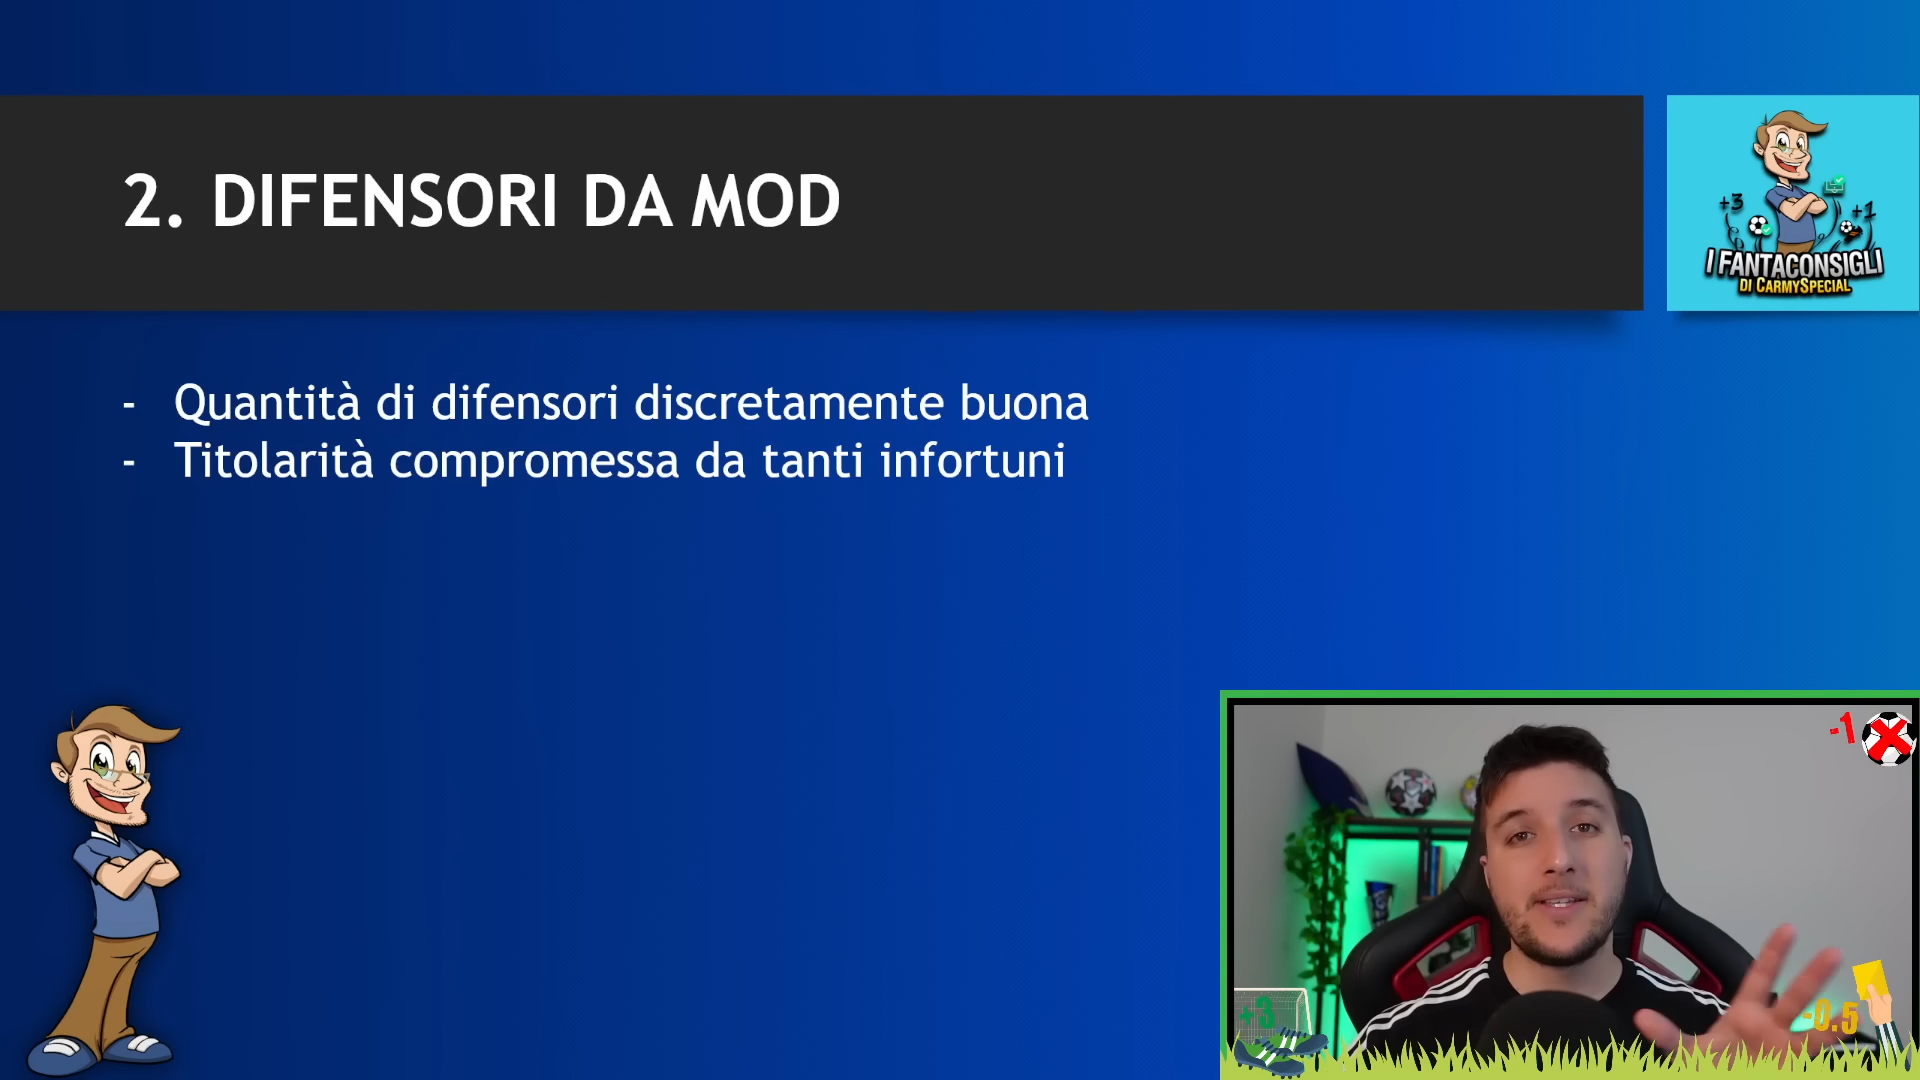 2. DIFENSORI DA MOD
+3
+1
I FANTACONSIGLI
DI CARMYSPECIAL
- Quantità di difensori discretamente buona
- Titolarità compromessa da tanti infortuni
-1
+3
-0.5